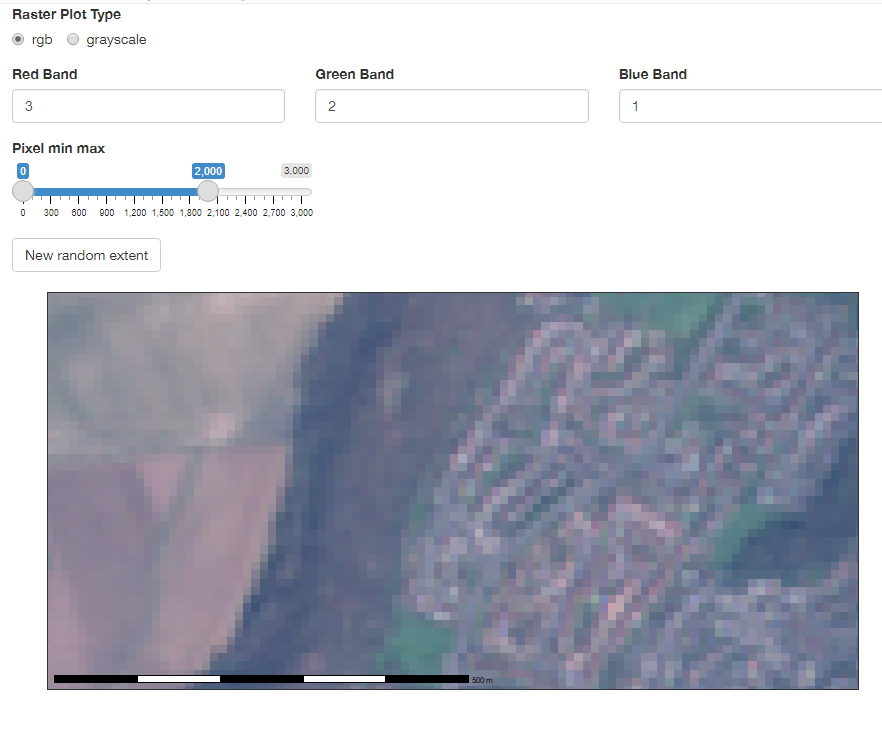 Raster Plot Type
rgb grayscale
Red Band Green Band Blue Band
3 2 1
Pixel min max
0 2,000 3,000
0 300 600 900 1,200 1,500 1,800 2,100 2,400 2,700 3,000
New random extent
500 m